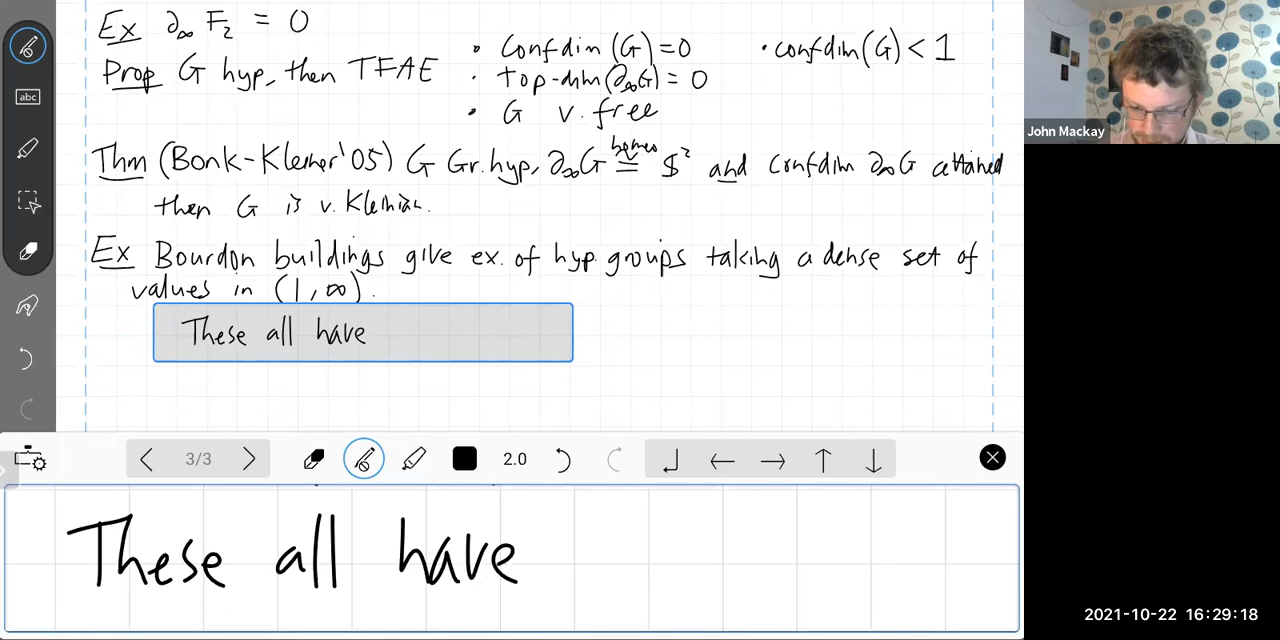 Ex ∂∞ F₂ = 0
Prop G hyp, then TFAE
· Confdim (G) = 0
· confdim (G) < 1
· top-dim (∂∞G) = 0
· G v. free
Thm (Bonk-Kleiner '05) G Gr. hyp, ∂∞G ≅ homeo S² and confdim ∂∞G attained
then G is v. Kleinian.
Ex Bourdon buildings give ex. of hyp groups taking a dense set of
values in (1, ∞).
These all have
John Mackay
abc
3/3
2.0
These all have
2021-10-22 16:29:18